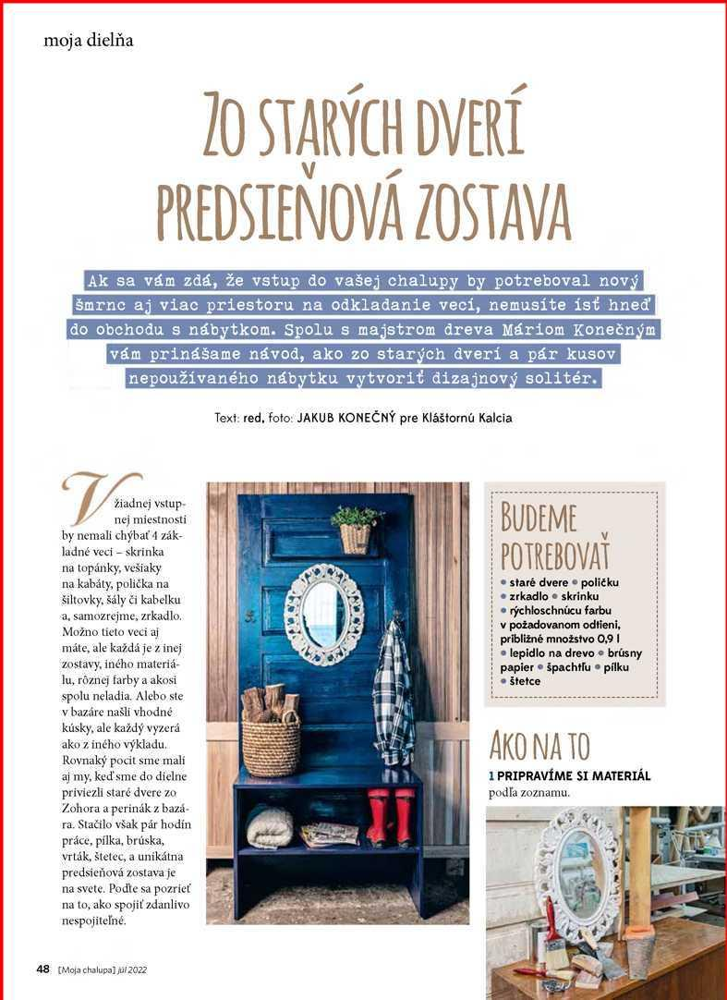 moja dielňa
ZO STARÝCH DVERÍ
PREDSIEŇOVÁ ZOSTAVA
Ak sa vám zdá, že vstup do vašej chalupy by potreboval nový
šmrnc aj viac priestoru na odkladanie vecí, nemusíte ísť hneď
do obchodu s nábytkom. Spolu s majstrom dreva Máriom Konečným
vám prinášame návod, ako zo starých dverí a pár kusov
nepoužívaného nábytku vytvoriť dizajnový solitér.
Text: red, foto: JAKUB KONEČNÝ pre Kláštornú Kalcia
V žiadnej vstup-
nej miestnosti
by nemali chýbať 4 zák-
ladné veci – skrinka
na topánky, vešiaky
na kabáty, polička na
šiltovky, šály či kabelku
a, samozrejme, zrkadlo.
Možno tieto veci aj
máte, ale každá je z inej
zostavy, iného materiá-
lu, rôznej farby a akosi
spolu neladia. Alebo ste
v bazáre našli vhodné
kúsky, ale každý vyzerá
ako z iného výkladu.
Rovnaký pocit sme mali
aj my, keď sme do dielne
priviezli staré dvere zo
Zohora a perinák z bazá-
ra. Stačilo však pár hodín
práce, pílka, brúska,
vrták, štetec, a unikátna
predsieňová zostava je
na svete. Poďte sa pozrieť
na to, ako spojiť zdanlivo
nespojiteľné.
BUDEME
POTREBOVAŤ
• staré dvere • poličku
• zrkadlo • skrinku
• rýchloschnúcu farbu
v požadovanom odtieni,
približné množstvo 0,9 l
• lepidlo na drevo • brúsny
papier • špachtľu • pílku
• štetce
AKO NA TO
1 PRIPRAVÍME SI MATERIÁL
podľa zoznamu.
48 [Moja chalupa] júl 2022